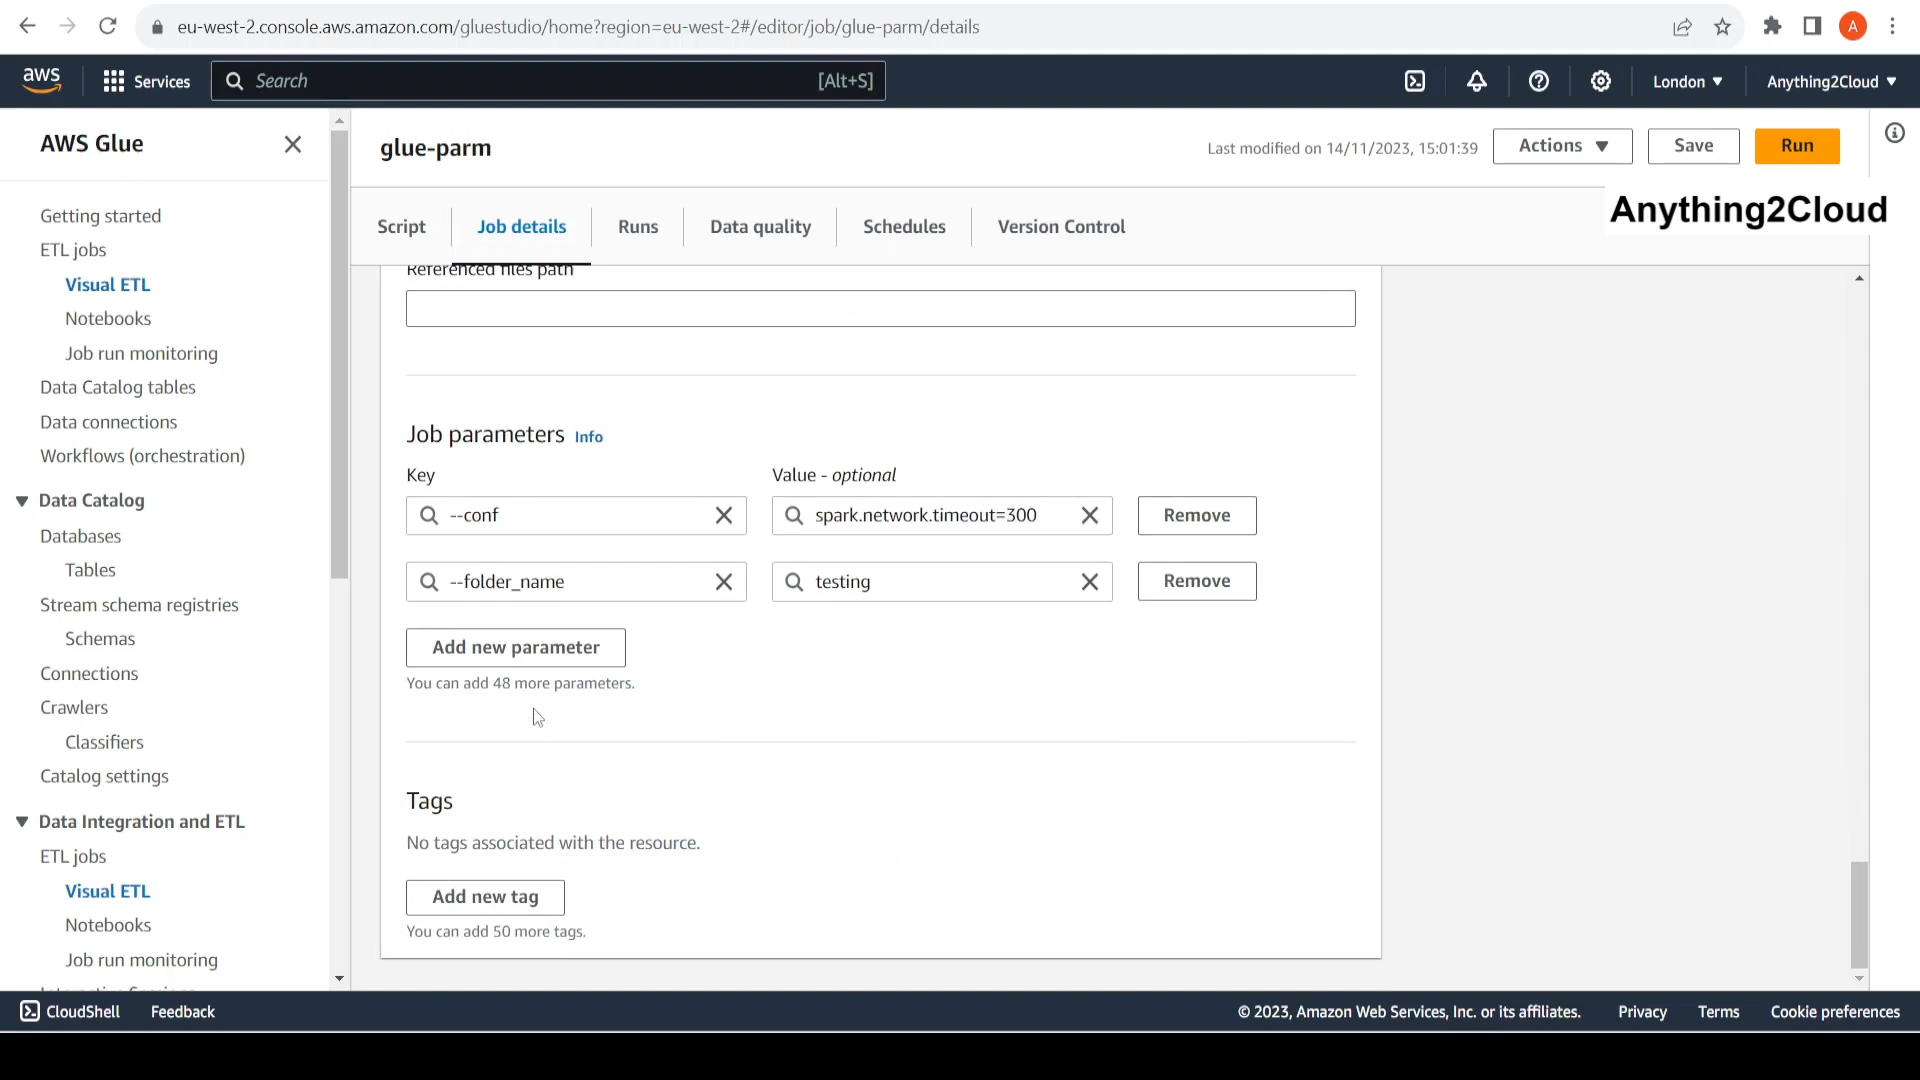 eu-west-2.console.aws.amazon.com/gluestudio/home?region=eu-west-2#/editor/job/glue-parm/details
A
aws
Services
Search
[Alt+S]
London
Anything2Cloud
AWS Glue
Getting started
ETL jobs
Visual ETL
Notebooks
Job run monitoring
Data Catalog tables
Data connections
Workflows (orchestration)
Data Catalog
Databases
Tables
Stream schema registries
Schemas
Connections
Crawlers
Classifiers
Catalog settings
Data Integration and ETL
ETL jobs
Visual ETL
Notebooks
Job run monitoring
glue-parm
Last modified on 14/11/2023, 15:01:39
Actions
Save
Run
Anything2Cloud
Script
Job details
Runs
Data quality
Schedules
Version Control
Referenced files path
Job parameters Info
Key
Value - optional
--conf
spark.network.timeout=300
Remove
--folder_name
testing
Remove
Add new parameter
You can add 48 more parameters.
Tags
No tags associated with the resource.
Add new tag
You can add 50 more tags.
CloudShell
Feedback
© 2023, Amazon Web Services, Inc. or its affiliates.
Privacy
Terms
Cookie preferences